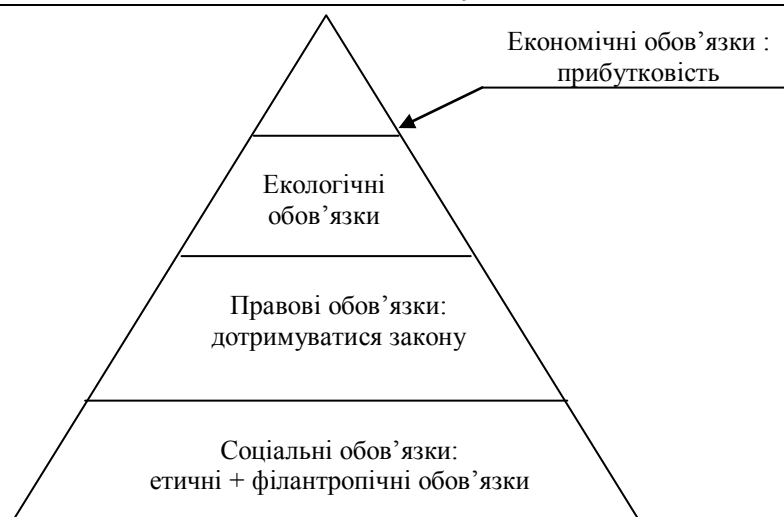 Економічні обов’язки :
прибутковість
Екологічні
обов’язки
Правові обов’язки:
дотримуватися закону
Соціальні обов’язки:
етичні + філантропічні обов’язки